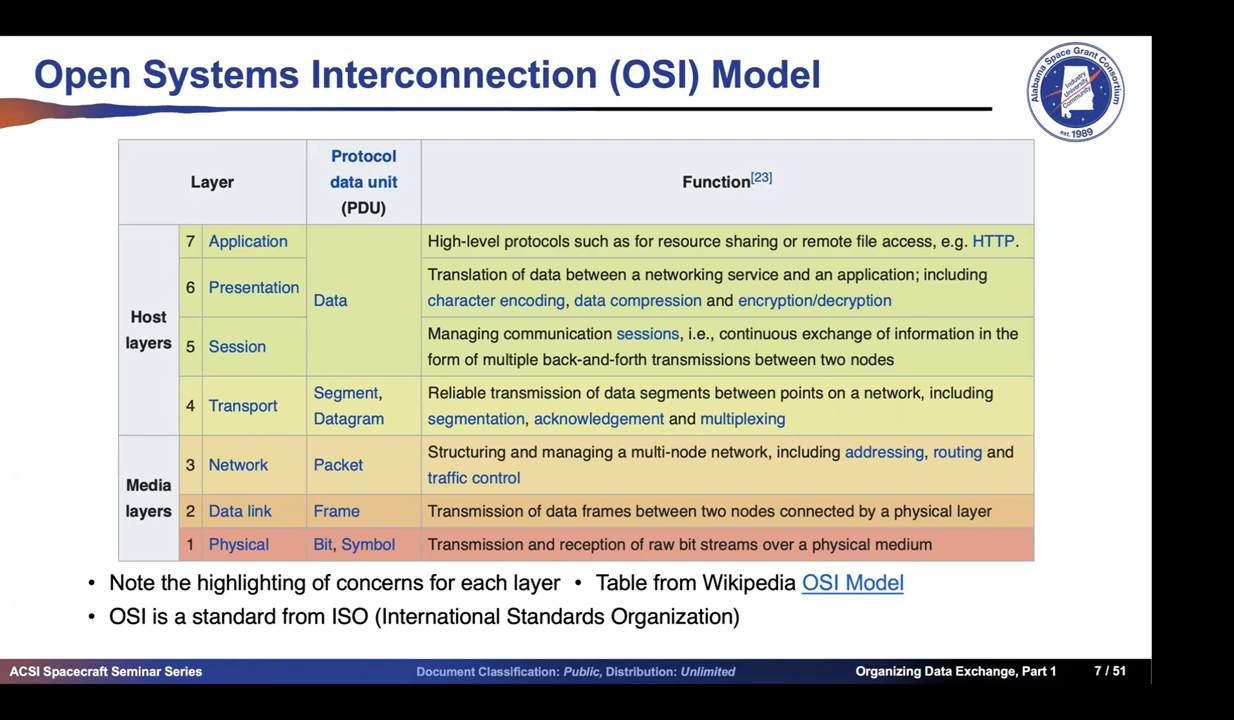 Open Systems Interconnection (OSI) Model
Alabama Space Grant Consortium
Industry
University
Community
est. 1989
Layer
Protocol
data unit
(PDU)
Function[23]
Host
layers
7 Application
Data
High-level protocols such as for resource sharing or remote file access, e.g. HTTP.
6 Presentation
Translation of data between a networking service and an application; including
character encoding, data compression and encryption/decryption
5 Session
Managing communication sessions, i.e., continuous exchange of information in the
form of multiple back-and-forth transmissions between two nodes
4 Transport
Segment,
Datagram
Reliable transmission of data segments between points on a network, including
segmentation, acknowledgement and multiplexing
Media
layers
3 Network
Packet
Structuring and managing a multi-node network, including addressing, routing and
traffic control
2 Data link
Frame
Transmission of data frames between two nodes connected by a physical layer
1 Physical
Bit, Symbol
Transmission and reception of raw bit streams over a physical medium
• Note the highlighting of concerns for each layer • Table from Wikipedia OSI Model
• OSI is a standard from ISO (International Standards Organization)
ACSI Spacecraft Seminar Series
Document Classification: Public, Distribution: Unlimited
Organizing Data Exchange, Part 1
7 / 51